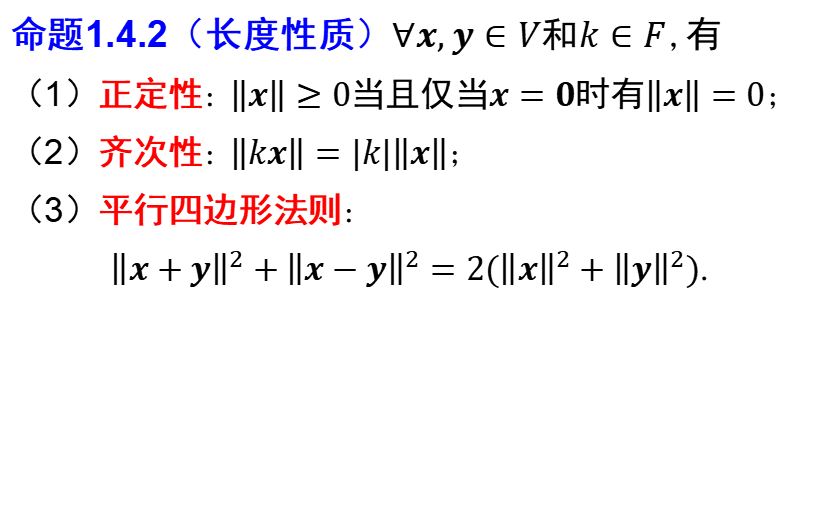 命题1.4.2（长度性质）∀x, y ∈ V和k ∈ F, 有
（1）正定性：‖x‖ ≥ 0当且仅当x = 0时有‖x‖ = 0；
（2）齐次性：‖kx‖ = |k|‖x‖；
（3）平行四边形法则：
‖x + y‖² + ‖x − y‖² = 2(‖x‖² + ‖y‖²).